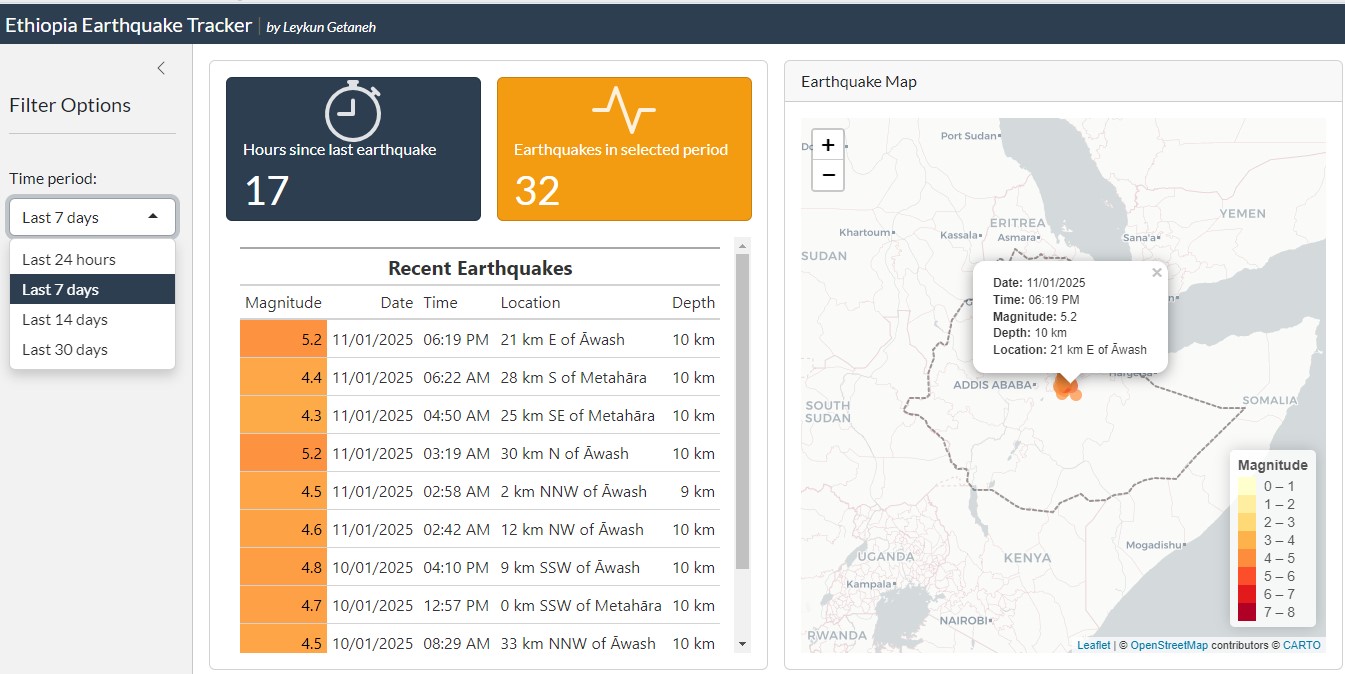 Ethiopia Earthquake Tracker | by Leykun Getaneh
Filter Options
Time period:
Last 7 days
Last 24 hours
Last 7 days
Last 14 days
Last 30 days
Hours since last earthquake
17
Earthquakes in selected period
32
Recent Earthquakes
Magnitude Date Time Location Depth
5.2 11/01/2025 06:19 PM 21 km E of Āwash 10 km
4.4 11/01/2025 06:22 AM 28 km S of Metahāra 10 km
4.3 11/01/2025 04:50 AM 25 km SE of Metahāra 10 km
5.2 11/01/2025 03:19 AM 30 km N of Āwash 10 km
4.5 11/01/2025 02:58 AM 2 km NNW of Āwash 9 km
4.6 11/01/2025 02:42 AM 12 km NW of Āwash 10 km
4.8 10/01/2025 04:10 PM 9 km SSW of Āwash 10 km
4.7 10/01/2025 12:57 PM 0 km SSW of Metahāra 10 km
4.5 10/01/2025 08:29 AM 33 km NNW of Āwash 10 km
Earthquake Map
+
−
Port Sudan
YEMEN
ERITREA
Khartoum
Kassala
Asmara
Sana'a
SUDAN
×
Date: 11/01/2025
Time: 06:19 PM
Magnitude: 5.2
Depth: 10 km
Location: 21 km E of Āwash
ADDIS ABABA
SOUTH
SUDAN
SOMALIA
Magnitude
0 – 1
1 – 2
2 – 3
3 – 4
4 – 5
5 – 6
6 – 7
7 – 8
Mogadishu
UGANDA
KENYA
Kampala
NAIROBI
RWANDA
Leaflet | © OpenStreetMap contributors © CARTO